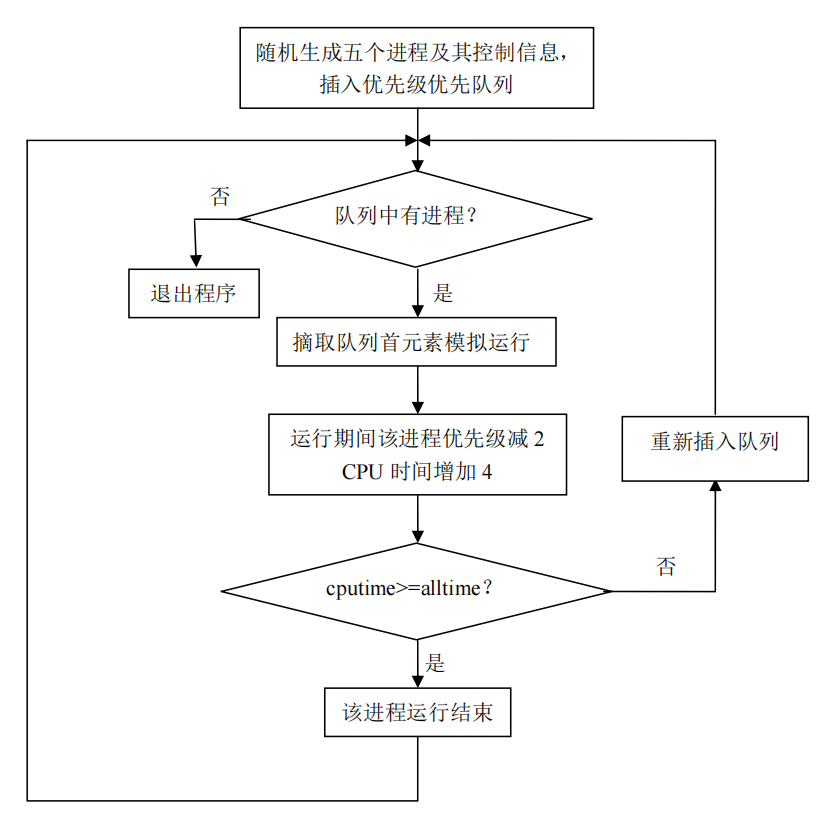 随机生成五个进程及其控制信息，
插入优先级优先队列
队列中有进程？
否
退出程序
是
摘取队列首元素模拟运行
运行期间该进程优先级减 2
CPU 时间增加 4
重新插入队列
cputime>=alltime？
否
是
该进程运行结束